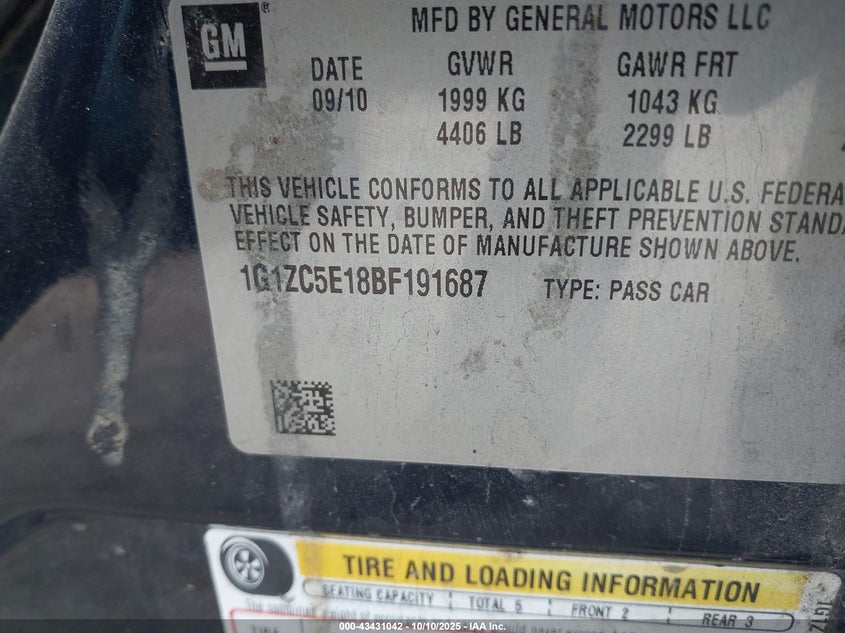 GM ®
MFD BY GENERAL MOTORS LLC
DATE GVWR GAWR FRT
09/10 1999 KG 1043 KG
4406 LB 2299 LB
THIS VEHICLE CONFORMS TO ALL APPLICABLE U.S. FEDERA
VEHICLE SAFETY, BUMPER, AND THEFT PREVENTION STANDA
EFFECT ON THE DATE OF MANUFACTURE SHOWN ABOVE.
1G1ZC5E18BF191687 TYPE: PASS CAR
TIRE AND LOADING INFORMATION
SEATING CAPACITY TOTAL 5 FRONT 2 REAR 3
000-43431042 - 10/10/2025 - IAA Inc.